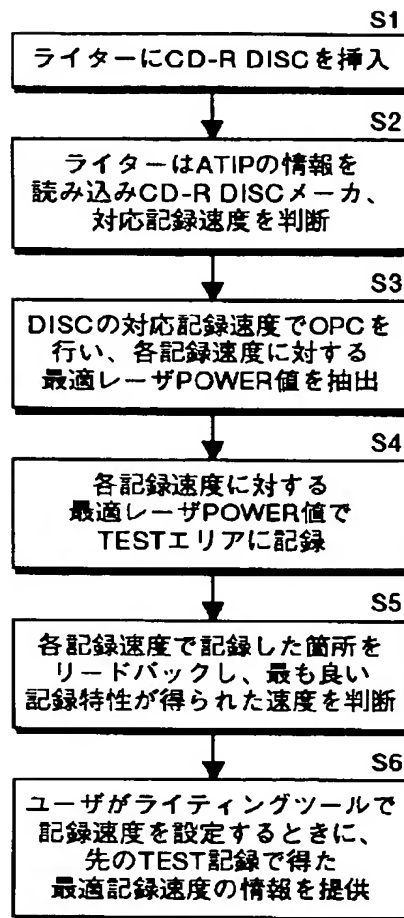 S1
ライターにCD-R DISCを挿入
S2
ライターはATIPの情報を
読み込みCD-R DISCメーカ、
対応記録速度を判断
S3
DISCの対応記録速度でOPCを
行い、各記録速度に対する
最適レーザPOWER値を抽出
S4
各記録速度に対する
最適レーザPOWER値で
TESTエリアに記録
S5
各記録速度で記録した箇所を
リードバックし、最も良い
記録特性が得られた速度を判断
S6
ユーザがライティングツールで
記録速度を設定するときに、
先のTEST記録で得た
最適記録速度の情報を提供